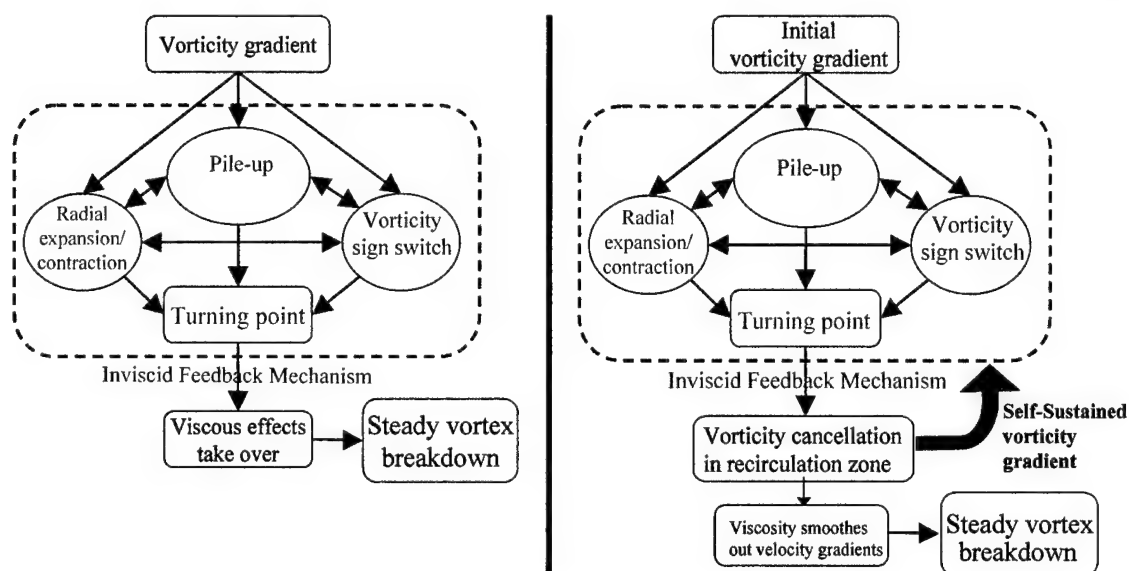 Vorticity gradient
Pile-up
Radial
expansion/
contraction
Vorticity
sign switch
Turning point
Inviscid Feedback Mechanism
Viscous effects
take over
Steady vortex
breakdown
Initial
vorticity gradient
Pile-up
Radial
expansion/
contraction
Vorticity
sign switch
Turning point
Inviscid Feedback Mechanism
Self-Sustained
vorticity
gradient
Vorticity cancellation
in recirculation zone
Viscosity smoothes
out velocity gradients
Steady vortex
breakdown